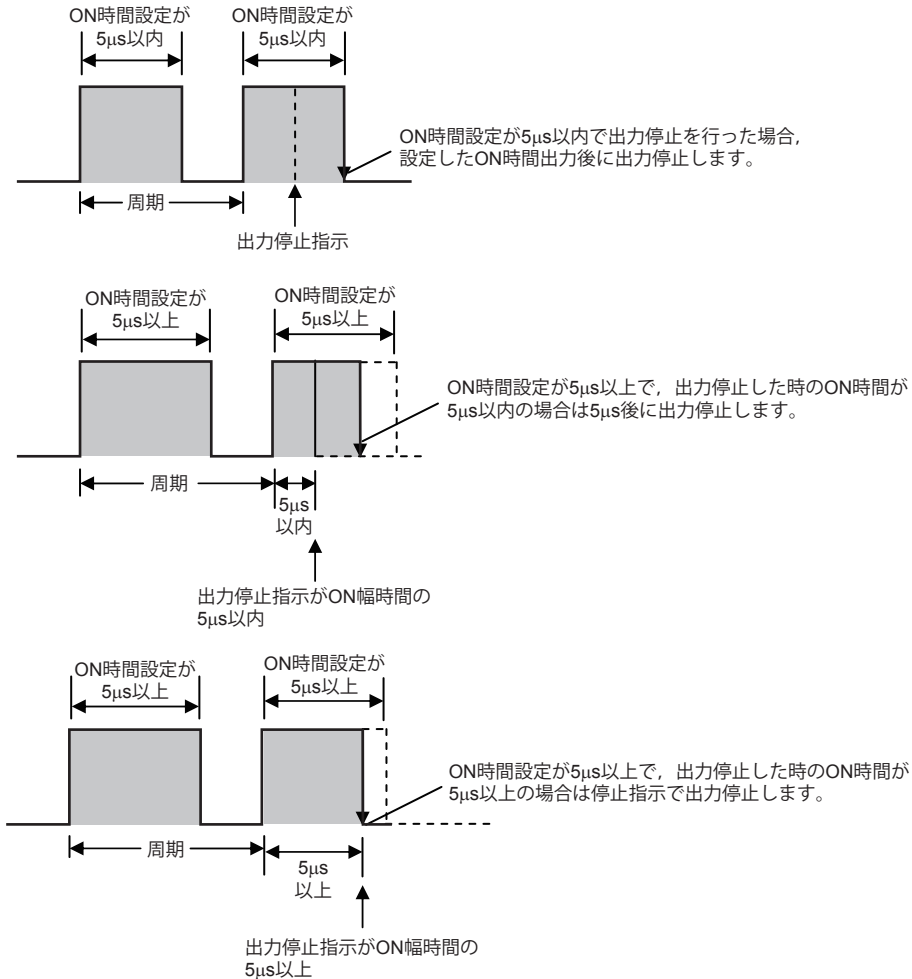 ON時間設定が
5μs以内
ON時間設定が
5μs以内
ON時間設定が5μs以内で出力停止を行った場合，
設定したON時間出力後に出力停止します。
周期
出力停止指示
ON時間設定が
5μs以上
ON時間設定が
5μs以上
ON時間設定が5μs以上で，出力停止した時のON時間が
5μs以内の場合は5μs後に出力停止します。
周期
5μs
以内
出力停止指示がON幅時間の
5μs以内
ON時間設定が
5μs以上
ON時間設定が
5μs以上
ON時間設定が5μs以上で，出力停止した時のON時間が
5μs以上の場合は停止指示で出力停止します。
周期
5μs
以上
出力停止指示がON幅時間の
5μs以上